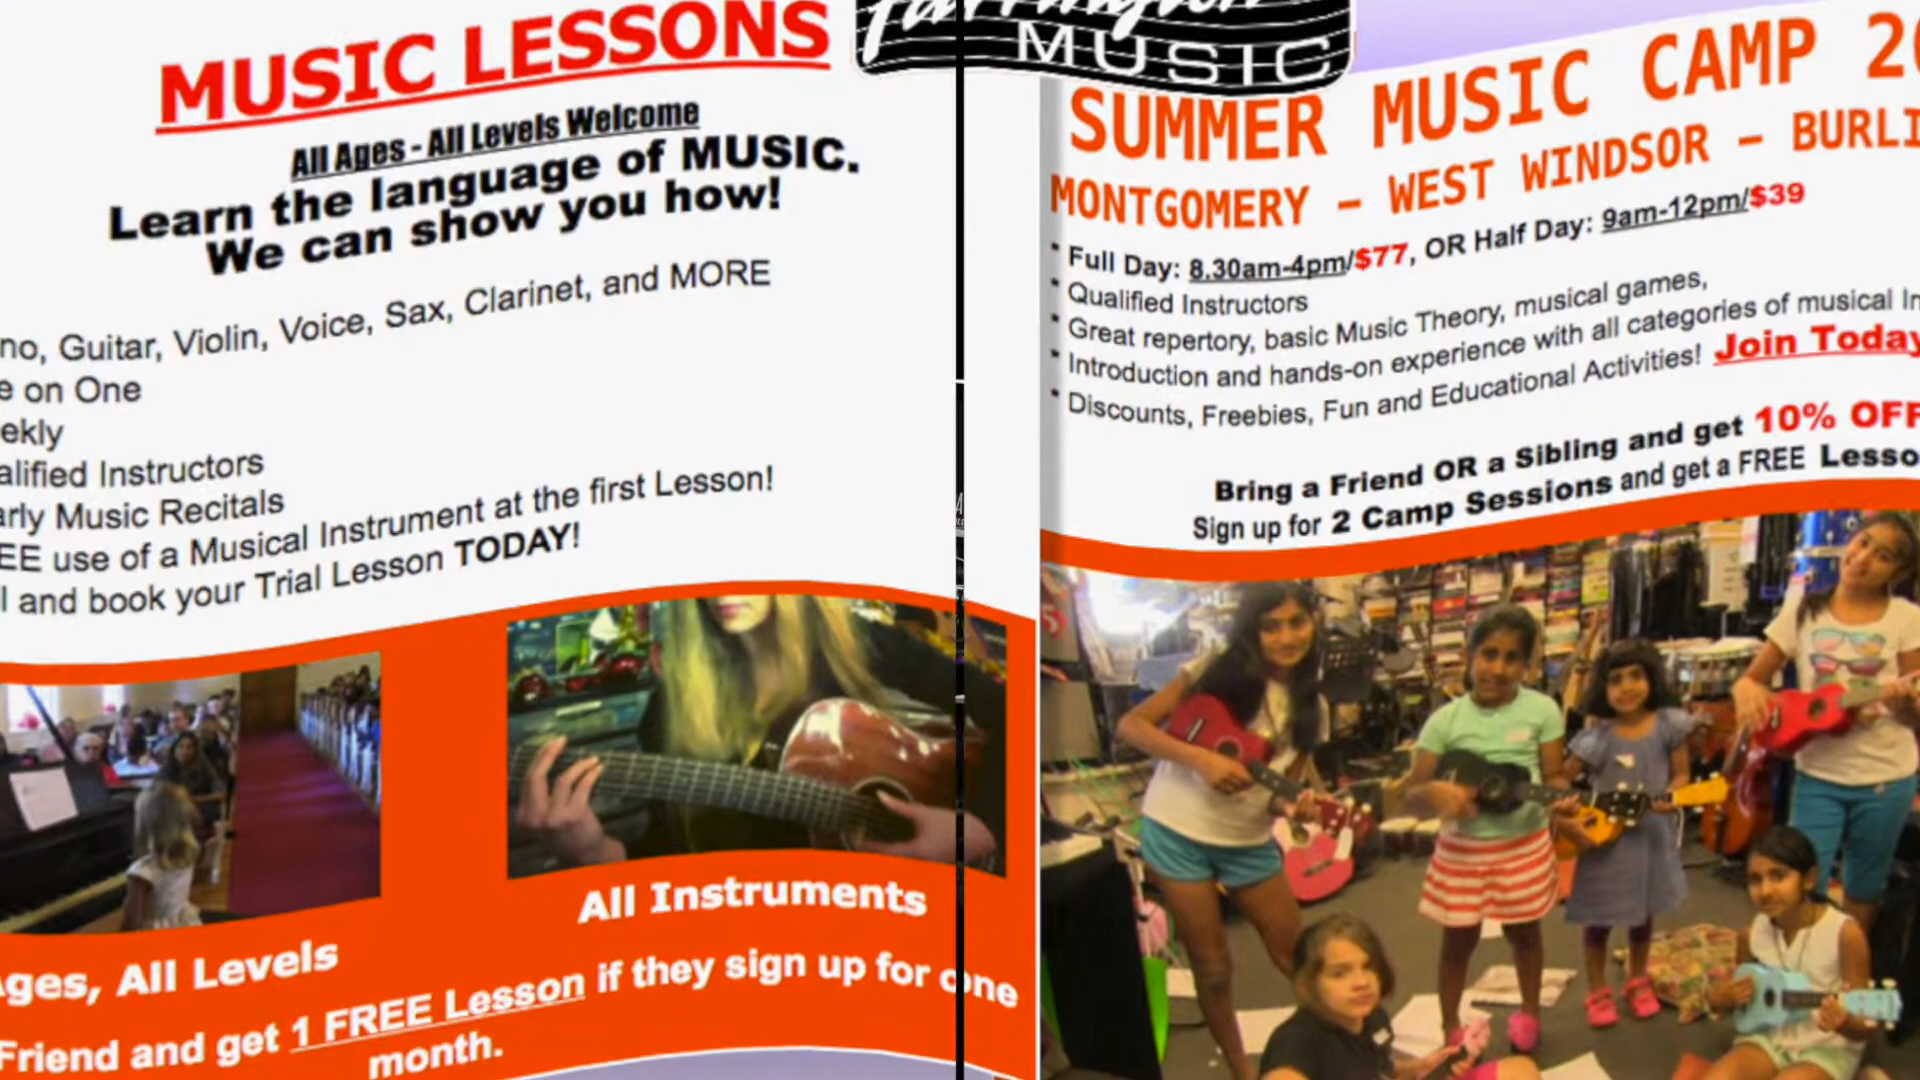 MUSIC LESSONS
All Ages - All Levels Welcome
Learn the language of MUSIC.
We can show you how!
no, Guitar, Violin, Voice, Sax, Clarinet, and MORE
e on One
ekly
alified Instructors
arly Music Recitals
EE use of a Musical Instrument at the first Lesson!
l and book your Trial Lesson TODAY!
All Instruments
Ages, All Levels
Friend and get 1 FREE Lesson if they sign up for one
month.
MUSIC
SUMMER MUSIC CAMP 20
MONTGOMERY – WEST WINDSOR – BURLI
* Full Day: 8.30am-4pm/$77, OR Half Day: 9am-12pm/$39
* Qualified Instructors
* Great repertory, basic Music Theory, musical games,
* Introduction and hands-on experience with all categories of musical In
* Discounts, Freebies, Fun and Educational Activities! Join Today
Bring a Friend OR a Sibling and get 10% OFF
Sign up for 2 Camp Sessions and get a FREE Lesso